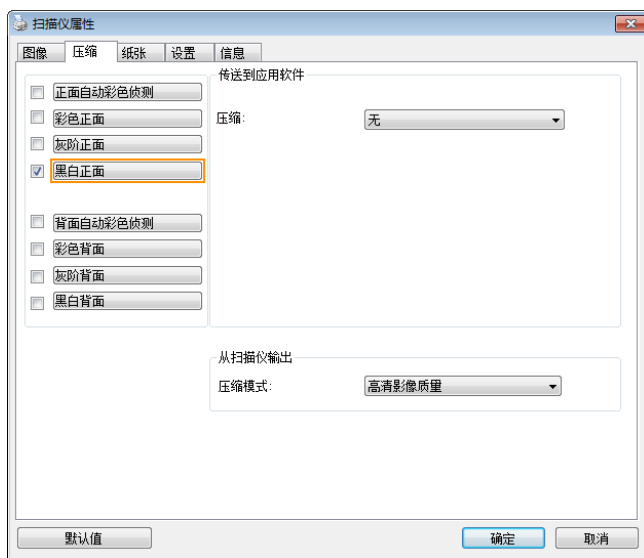 扫描仪属性
图像 压缩 纸张 设置 信息
正面自动彩色侦测
彩色正面
灰阶正面
黑白正面
背面自动彩色侦测
彩色背面
灰阶背面
黑白背面
传送到应用软件
压缩: 无
从扫描仪输出
压缩模式: 高清影像质量
默认值 确定 取消